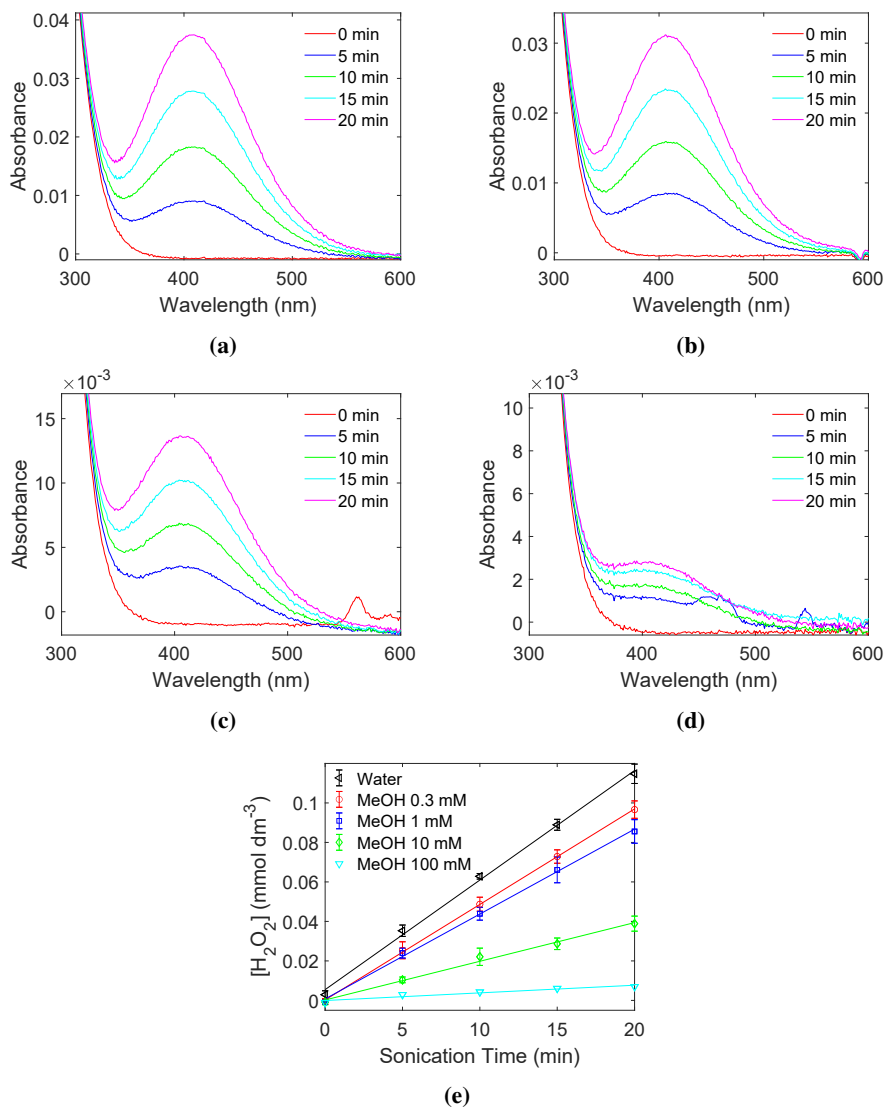 0.04
0.03
0.02
0.01
0
Absorbance
0 min
5 min
10 min
15 min
20 min
300 400 500 600
Wavelength (nm)
(a)
0.03
0.02
0.01
0
Absorbance
0 min
5 min
10 min
15 min
20 min
300 400 500 600
Wavelength (nm)
(b)
×10⁻³
15
10
5
0
Absorbance
0 min
5 min
10 min
15 min
20 min
300 400 500 600
Wavelength (nm)
(c)
×10⁻³
10
8
6
4
2
0
Absorbance
0 min
5 min
10 min
15 min
20 min
300 400 500 600
Wavelength (nm)
(d)
0.1
0.08
0.06
0.04
0.02
0
[H₂O₂] (mmol dm⁻³)
Water
MeOH 0.3 mM
MeOH 1 mM
MeOH 10 mM
MeOH 100 mM
0 5 10 15 20
Sonication Time (min)
(e)